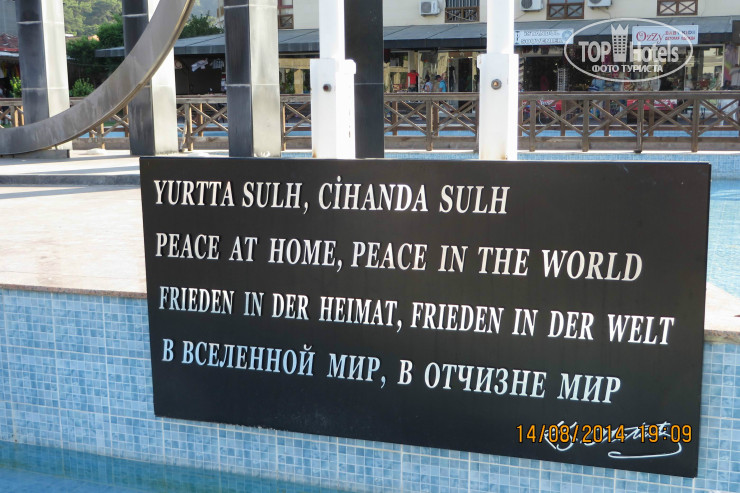 TOP Hotels
ФОТО ТУРИСТА
Ozzy
YURTTA SULH, CİHANDA SULH
PEACE AT HOME, PEACE IN THE WORLD
FRIEDEN IN DER HEIMAT, FRIEDEN IN DER WELT
В ВСЕЛЕННОЙ МИР, В ОТЧИЗНЕ МИР
14/08/2014 19:09